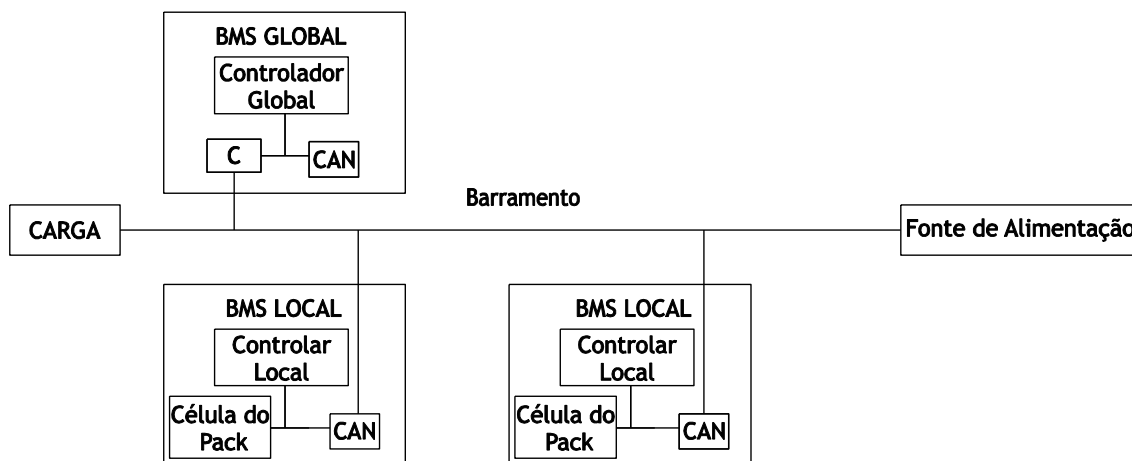 BMS GLOBAL
Controlador
Global
C
CAN
Barramento
CARGA
Fonte de Alimentação
BMS LOCAL
Controlar
Local
Célula do
Pack
CAN
BMS LOCAL
Controlar
Local
Célula do
Pack
CAN